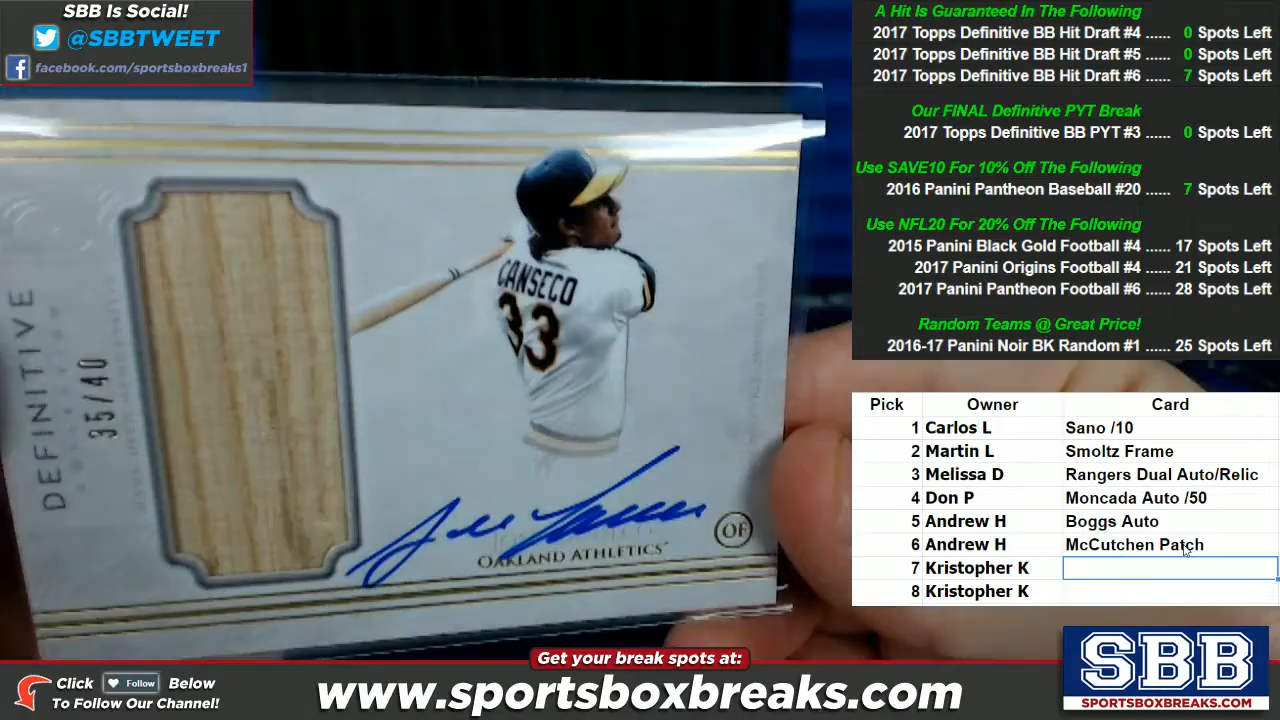 SBB Is Social!
@SBBTWEET
facebook.com/sportsboxbreaks1
DEFINITIVE
35/40
CANSECO
33
OAKLAND ATHLETICS
OF
A Hit Is Guaranteed In The Following
2017 Topps Definitive BB Hit Draft #4 ...... 0 Spots Left
2017 Topps Definitive BB Hit Draft #5 ...... 0 Spots Left
2017 Topps Definitive BB Hit Draft #6 ...... 7 Spots Left
Our FINAL Definitive PYT Break
2017 Topps Definitive BB PYT #3 ...... 0 Spots Left
Use SAVE10 For 10% Off The Following
2016 Panini Pantheon Baseball #20 ...... 7 Spots Left
Use NFL20 For 20% Off The Following
2015 Panini Black Gold Football #4 ...... 17 Spots Left
2017 Panini Origins Football #4 ...... 21 Spots Left
2017 Panini Pantheon Football #6 ...... 28 Spots Left
Random Teams @ Great Price!
2016-17 Panini Noir BK Random #1 ...... 25 Spots Left
Pick Owner Card
1 Carlos L Sano /10
2 Martin L Smoltz Frame
3 Melissa D Rangers Dual Auto/Relic
4 Don P Moncada Auto /50
5 Andrew H Boggs Auto
6 Andrew H McCutchen Patch
7 Kristopher K
8 Kristopher K
Get your break spots at:
Click Follow Below
To Follow Our Channel!
www.sportsboxbreaks.com
SBB
SPORTSBOXBREAKS.COM